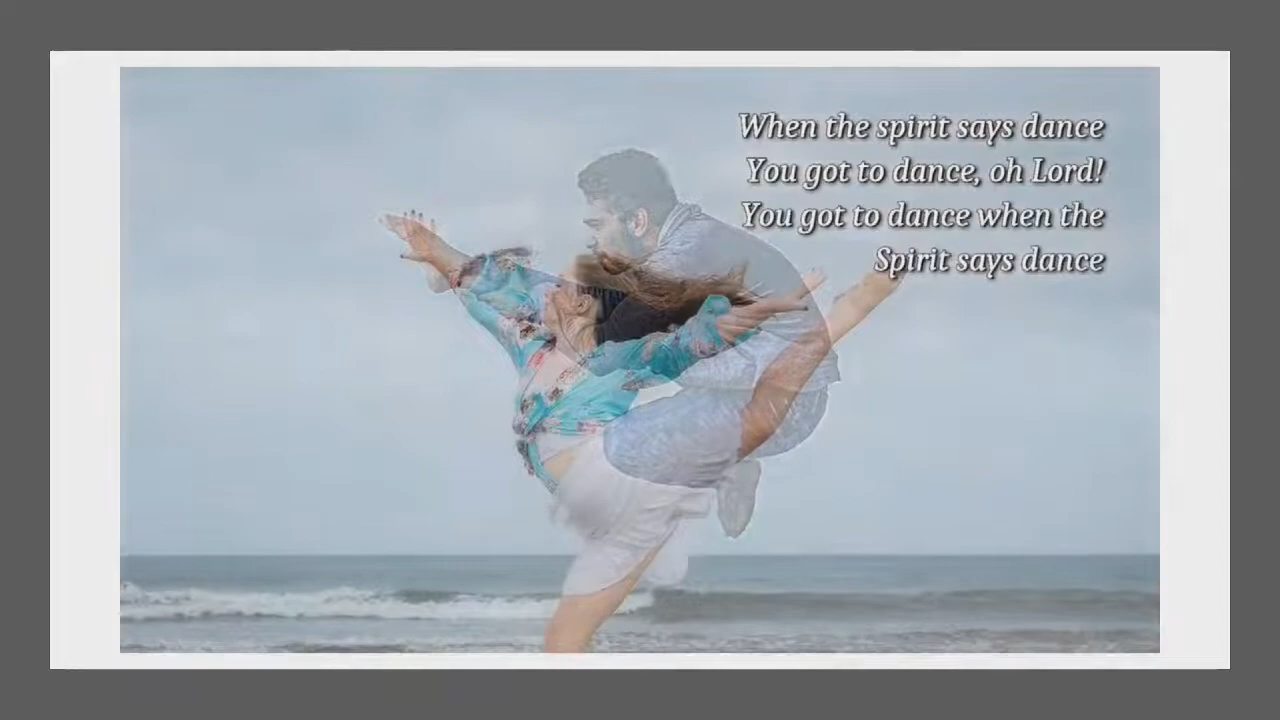 When the spirit says dance
You got to dance, oh Lord!
You got to dance when the
Spirit says dance